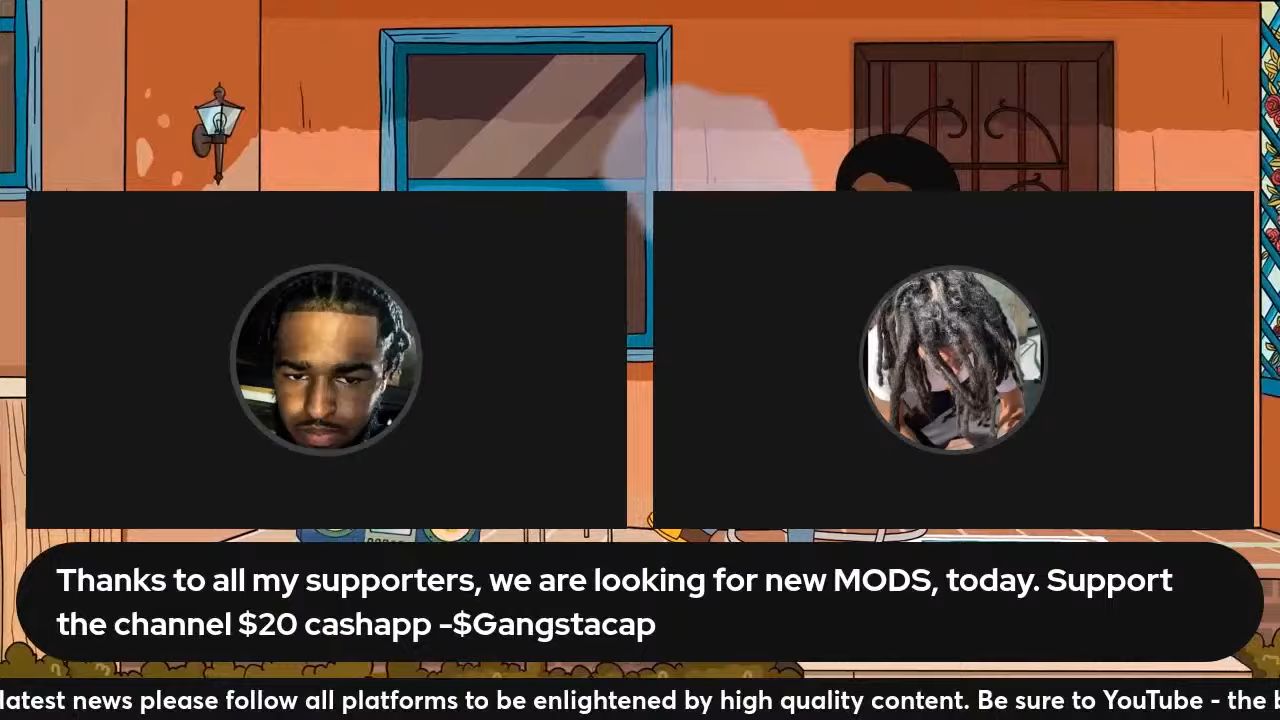 Thanks to all my supporters, we are looking for new MODS, today. Support
the channel $20 cashapp -$Gangstacap
latest news please follow all platforms to be enlightened by high quality content. Be sure to YouTube - the